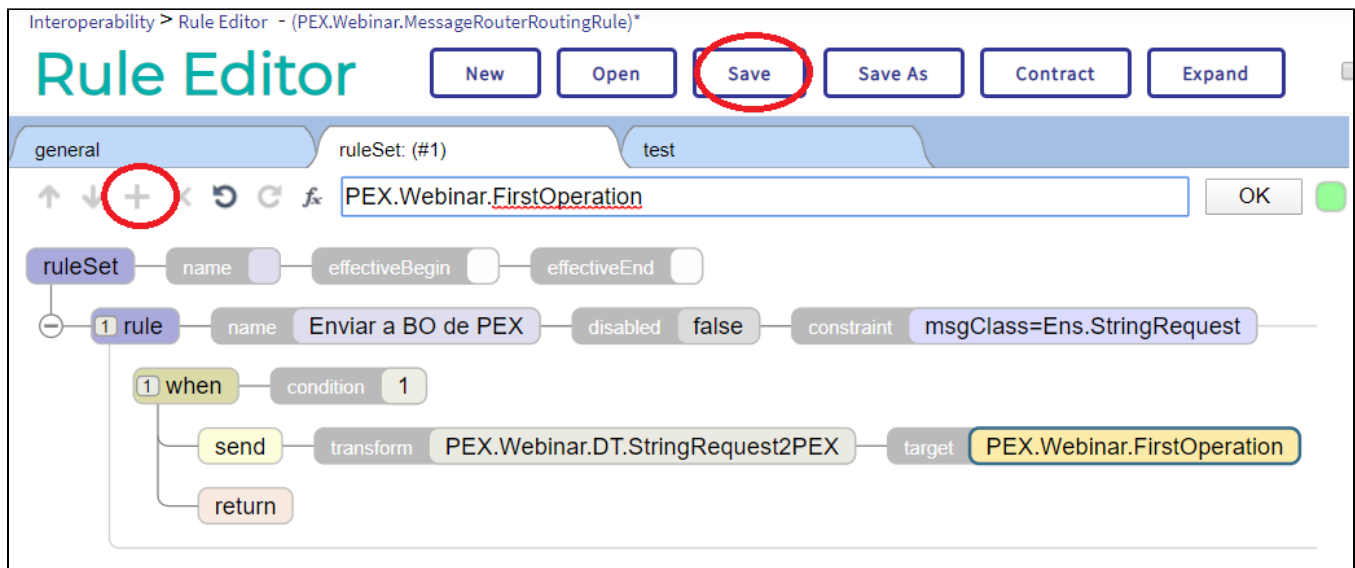 Interoperability > Rule Editor - (PEX.Webinar.MessageRouterRoutingRule)*
Rule Editor New Open Save Save As Contract Expand
general ruleSet: (#1) test
fx PEX.Webinar.FirstOperation OK
ruleSet name effectiveBegin effectiveEnd
1 rule name Enviar a BO de PEX disabled false constraint msgClass=Ens.StringRequest
1 when condition 1
send transform PEX.Webinar.DT.StringRequest2PEX target PEX.Webinar.FirstOperation
return